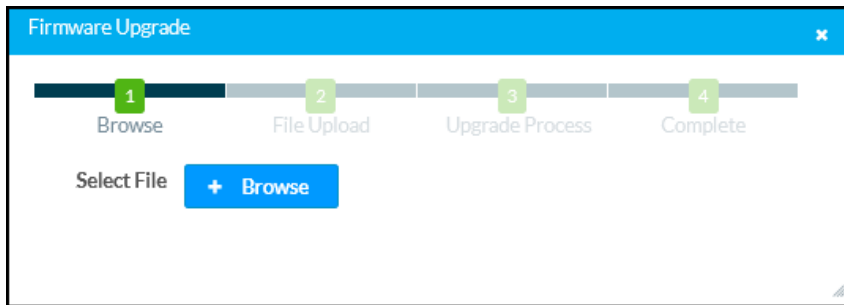 Firmware Upgrade
1 2 3 4
Browse File Upload Upgrade Process Complete
Select File + Browse